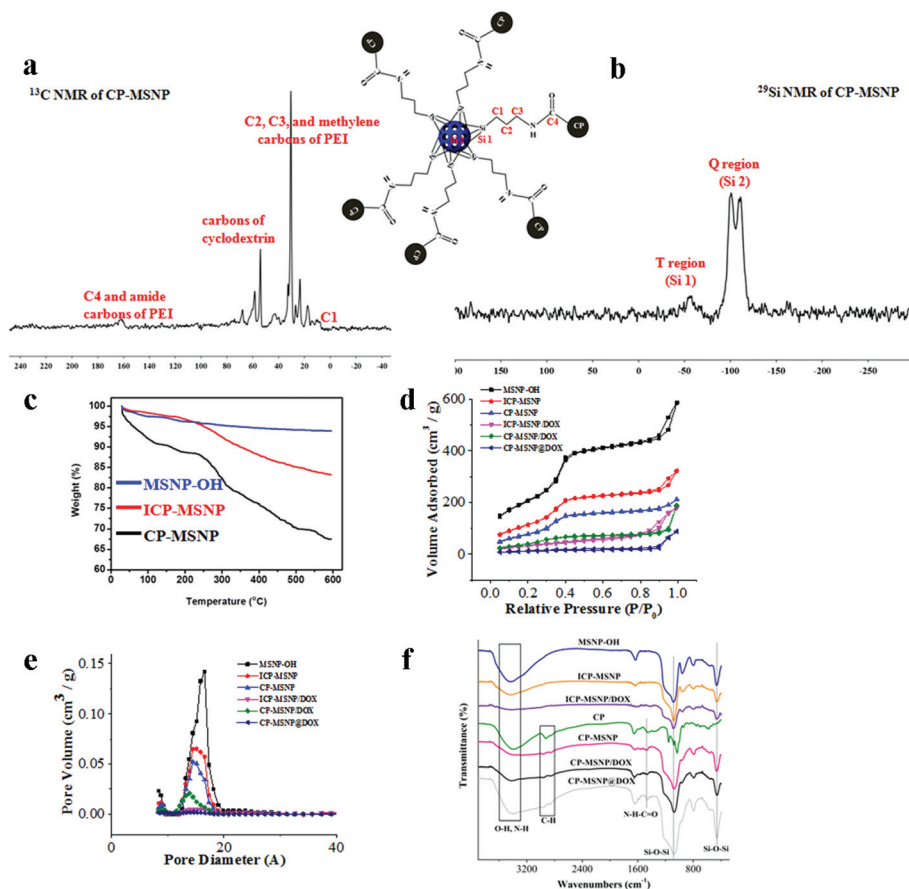 a
13C NMR of CP-MSNP
C2, C3, and methylene
carbons of PEI
carbons of
cyclodextrin
C4 and amide
carbons of PEI
C1
240 220 200 180 160 140 120 100 80 60 40 20 0 -20 -40
CP
C1
C2
C3
C4
O
C
N
H
Si 1
CP
CP
CP
CP
CP
b
29Si NMR of CP-MSNP
Q region
(Si 2)
T region
(Si 1)
150 100 50 0 -50 -100 -150 -200 -250
c
Weight (%)
100
95
90
85
80
75
70
65
60
MSNP-OH
ICP-MSNP
CP-MSNP
0 100 200 300 400 500 600
Temperature (°C)
d
Volume Adsorbed (cm3 / g)
600
400
200
0
MSNP-OH
ICP-MSNP
CP-MSNP
ICP-MSNP/DOX
CP-MSNP/DOX
CP-MSNP@DOX
0.0 0.2 0.4 0.6 0.8 1.0
Relative Pressure (P/P0)
e
Pore Volume (cm3 / g)
0.15
0.10
0.05
0.00
MSNP-OH
ICP-MSNP
CP-MSNP
ICP-MSNP/DOX
CP-MSNP/DOX
CP-MSNP@DOX
0 20 40
Pore Diameter (A)
f
Transmittance (%)
MSNP-OH
ICP-MSNP
ICP-MSNP/DOX
CP
CP-MSNP
CP-MSNP/DOX
CP-MSNP@DOX
O-H, N-H
C-H
N-H-C=O
Si-O-Si
Si-O-Si
3200 2400 1600 800
Wavenumbers (cm-1)